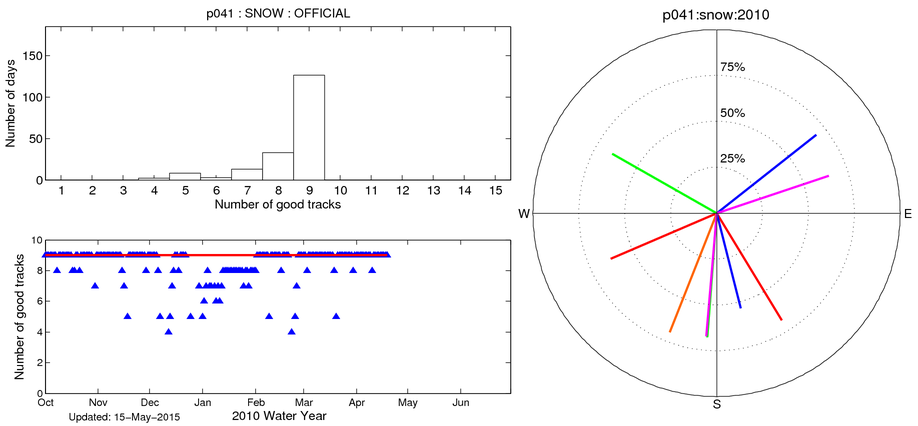 p041 : SNOW : OFFICIAL
Number of days
150
100
50
0
1 2 3 4 5 6 7 8 9 10 11 12 13 14 15
Number of good tracks
Number of good tracks
10
8
6
4
2
0
Oct Nov Dec Jan Feb Mar Apr May Jun
Updated: 15−May−2015
2010 Water Year
p041:snow:2010
75%
50%
25%
W
E
S